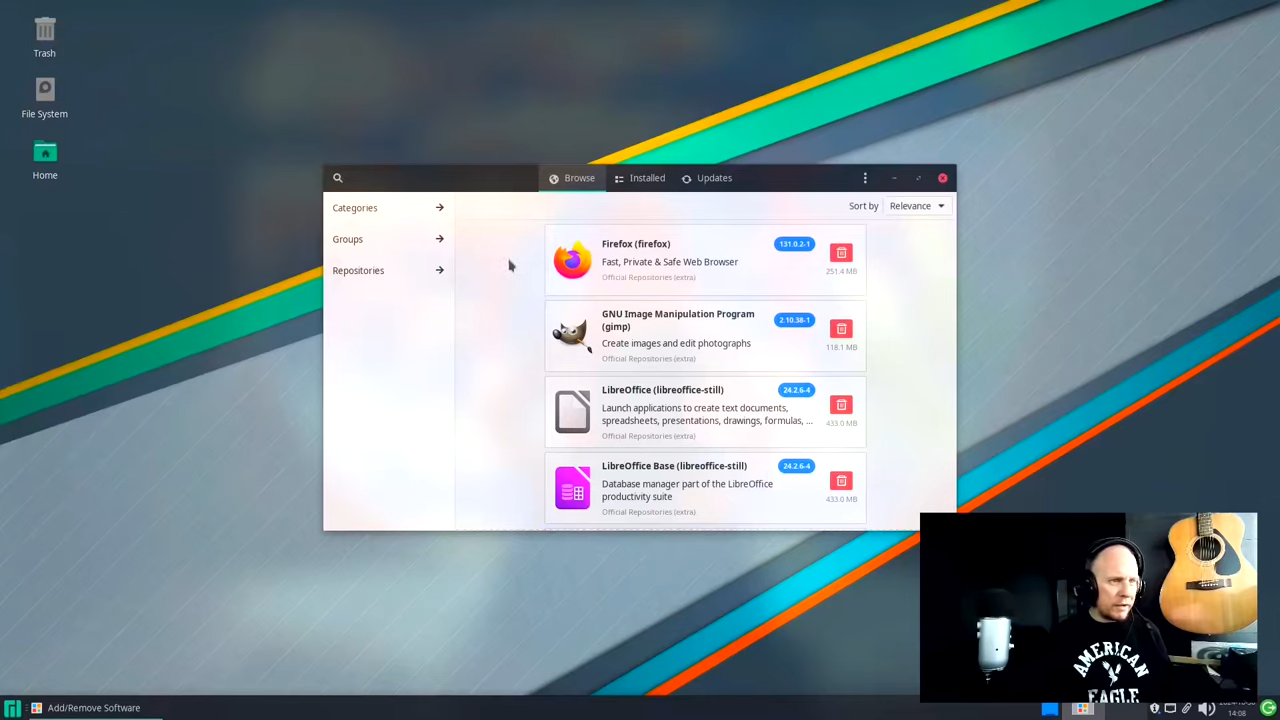 Trash
File System
Home
Browse
Installed
Updates
Categories
Groups
Repositories
Sort by
Relevance
Firefox (firefox)
131.0.2-1
Fast, Private & Safe Web Browser
Official Repositories (extra)
251.4 MB
GNU Image Manipulation Program
(gimp)
2.10.38-1
Create images and edit photographs
Official Repositories (extra)
118.1 MB
LibreOffice (libreoffice-still)
24.2.6-4
Launch applications to create text documents,
spreadsheets, presentations, drawings, formulas, ...
Official Repositories (extra)
433.0 MB
LibreOffice Base (libreoffice-still)
24.2.6-4
Database manager part of the LibreOffice
productivity suite
Official Repositories (extra)
433.0 MB
AMERICAN
EAGLE
Add/Remove Software
14:08